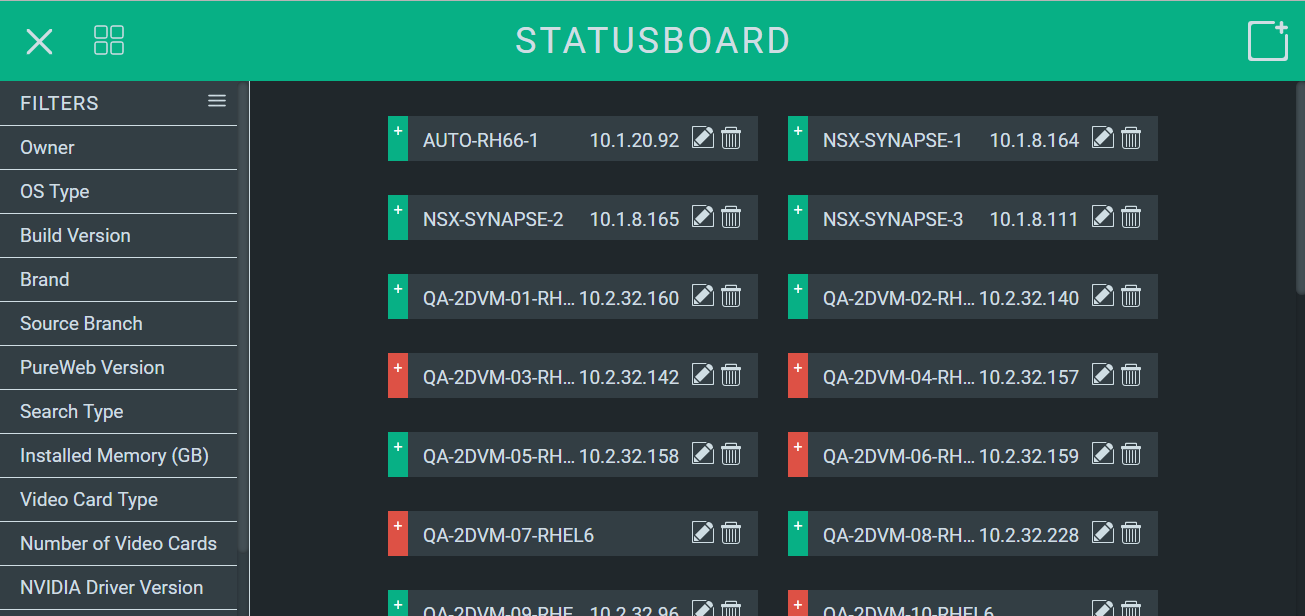 STATUSBOARD
FILTERS
Owner
OS Type
Build Version
Brand
Source Branch
PureWeb Version
Search Type
Installed Memory (GB)
Video Card Type
Number of Video Cards
NVIDIA Driver Version
+ AUTO-RH66-1 10.1.20.92
+ NSX-SYNAPSE-1 10.1.8.164
+ NSX-SYNAPSE-2 10.1.8.165
+ NSX-SYNAPSE-3 10.1.8.111
+ QA-2DVM-01-RH... 10.2.32.160
+ QA-2DVM-02-RH... 10.2.32.140
+ QA-2DVM-03-RH... 10.2.32.142
+ QA-2DVM-04-RH... 10.2.32.157
+ QA-2DVM-05-RH... 10.2.32.158
+ QA-2DVM-06-RH... 10.2.32.159
+ QA-2DVM-07-RHEL6
+ QA-2DVM-08-RH... 10.2.32.228
+ QA-2DVM-09-RHE... 10.2.32.96
+ QA-2DVM-10-RHEL6